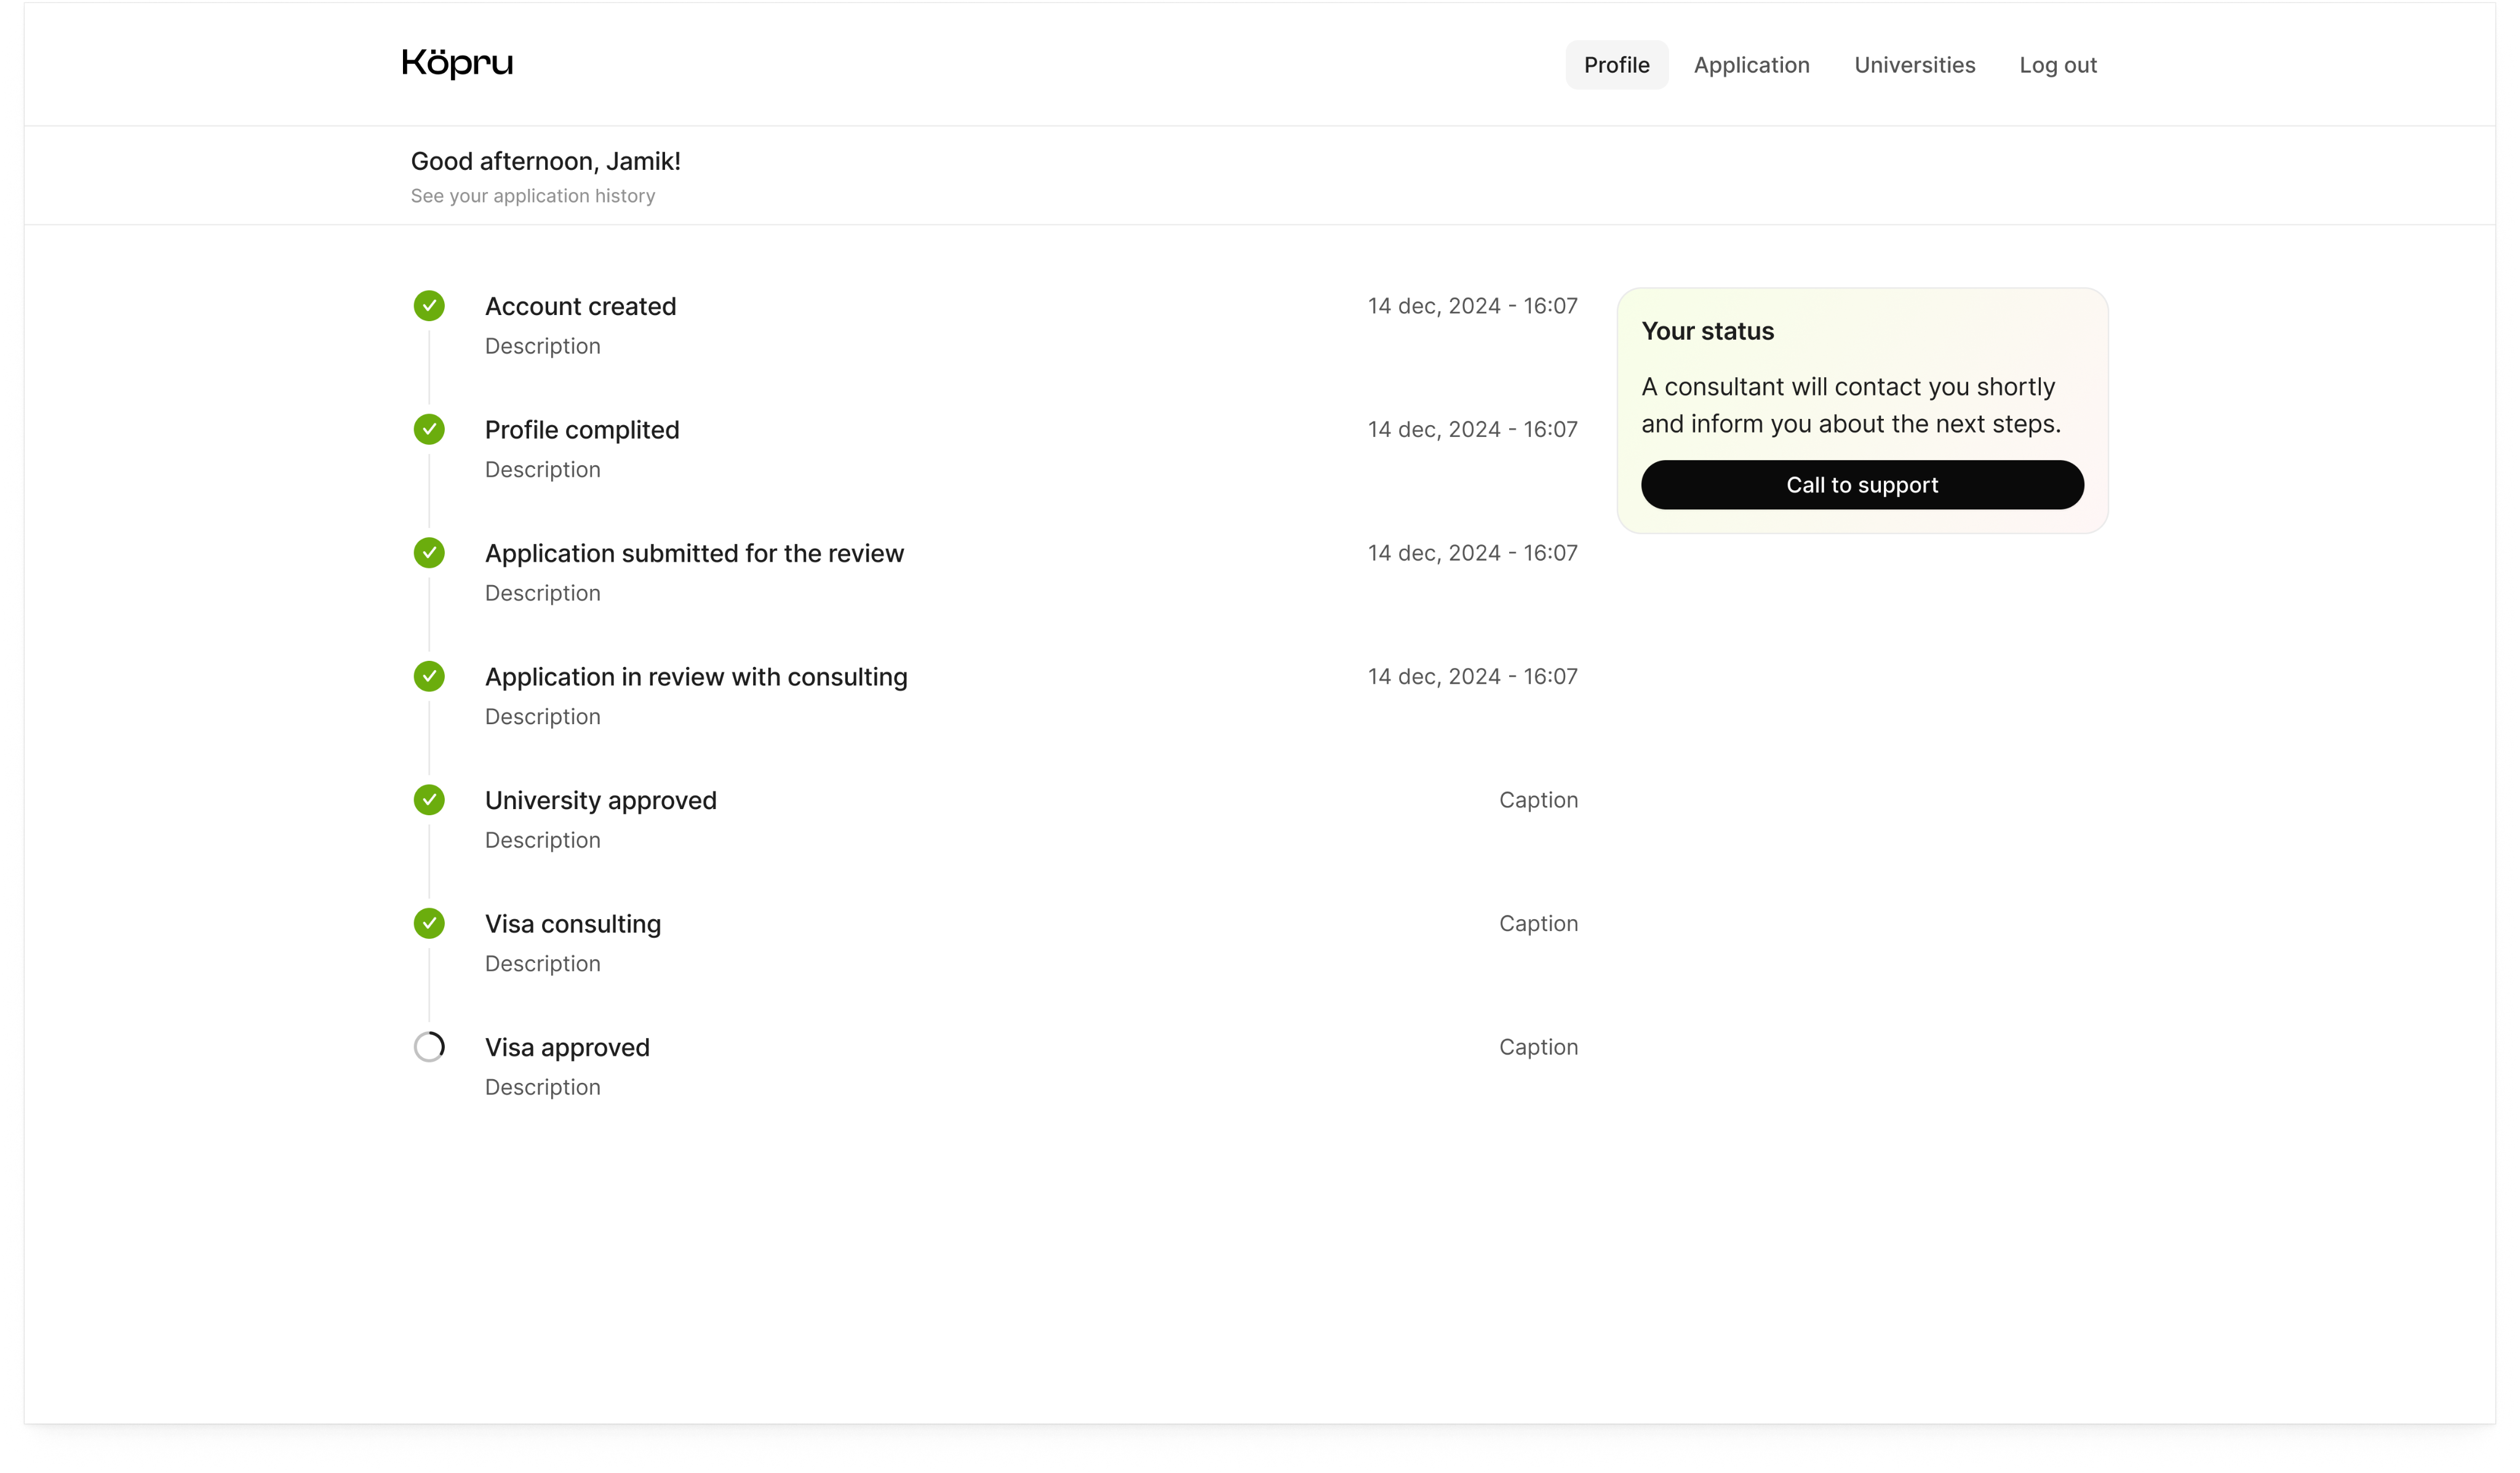 Köpru
Profile
Application
Universities
Log out
Good afternoon, Jamik!
See your application history
Account created
14 dec, 2024 - 16:07
Description
Profile complited
14 dec, 2024 - 16:07
Description
Application submitted for the review
14 dec, 2024 - 16:07
Description
Application in review with consulting
14 dec, 2024 - 16:07
Description
University approved
Caption
Description
Visa consulting
Caption
Description
Visa approved
Caption
Description
Your status
A consultant will contact you shortly
and inform you about the next steps.
Call to support